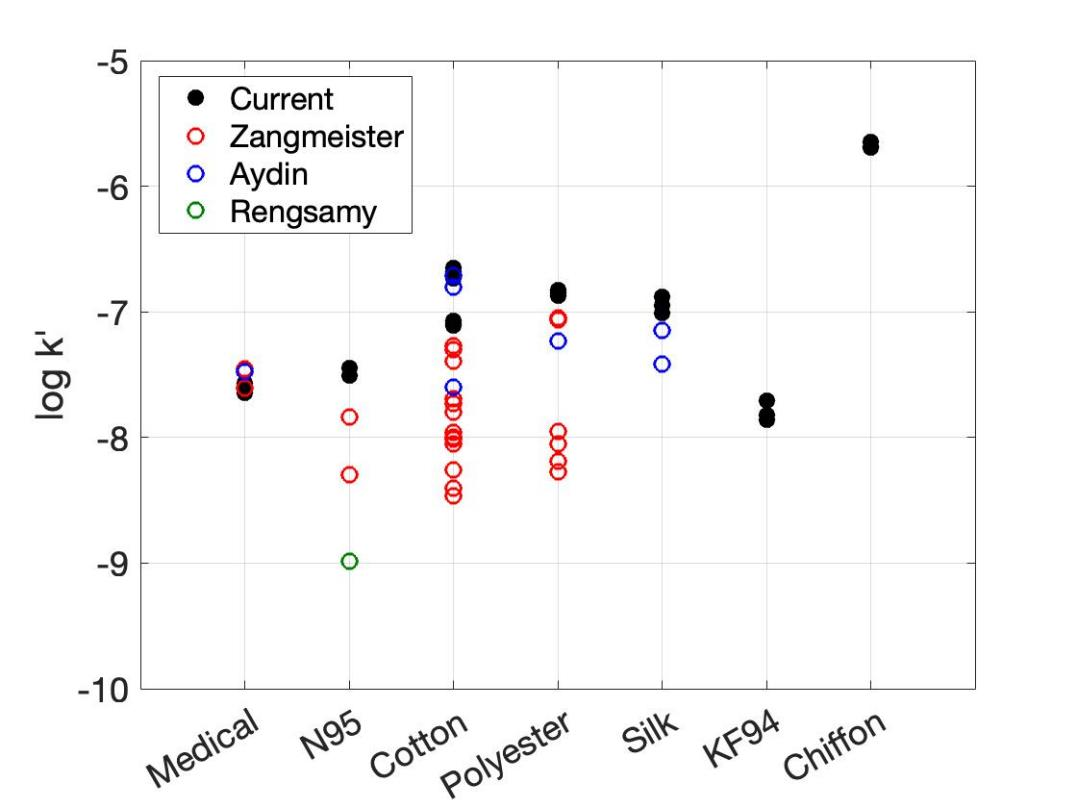 -5
Current
Zangmeister
Aydin
Rengsamy
-6
-7
-8
-9
-10
log k'
Medical
N95
Cotton
Polyester
Silk
KF94
Chiffon